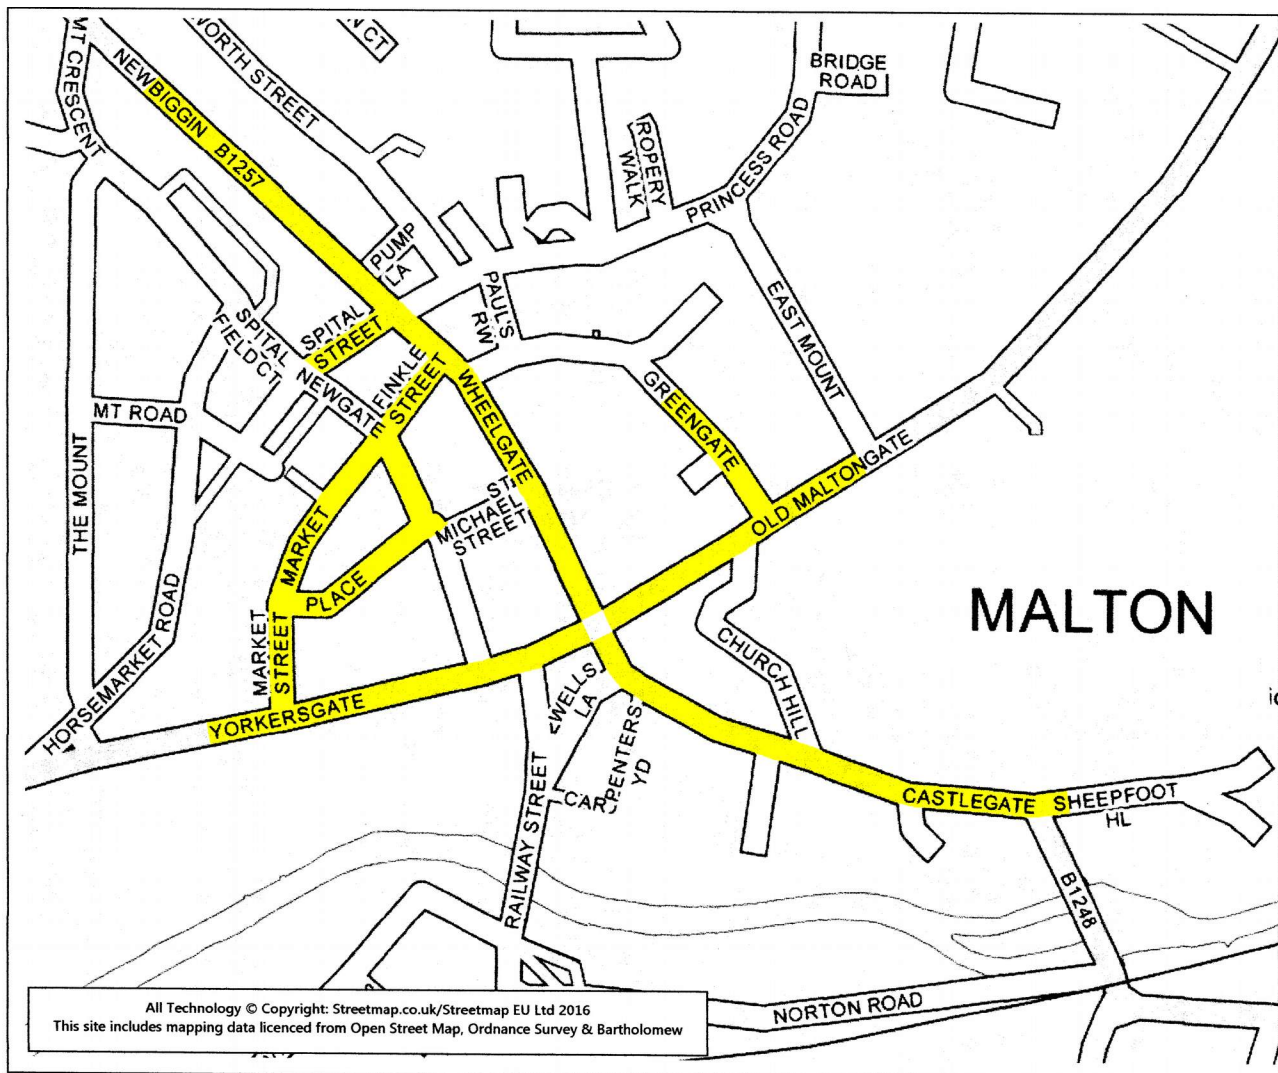 MT CRESCENT
NEWBIGGIN B1257
NORTH STREET
CT
BRIDGE
ROAD
ROPERY
WALK
PRINCESS ROAD
PUMP
LA
PAUL'S
RW
EAST MOUNT
SPITAL
STREET
SPITAL
FIELD CT
NEWGATE
FINKLE
STREET
WHEELGATE
GREENGATE
MT ROAD
THE MOUNT
OLD MALTONGATE
ST
MICHAEL
STREET
MARKET
PLACE
MARKET
STREET
HORSEMARKET ROAD
YORKERSGATE
MALTON
CHURCH HILL
WELLS
LA
CARPENTERS
YD
RAILWAY STREET
CASTLEGATE
SHEEPFOOT
HL
B1248
NORTON ROAD
All Technology © Copyright: Streetmap.co.uk/Streetmap EU Ltd 2016
This site includes mapping data licenced from Open Street Map, Ordnance Survey & Bartholomew